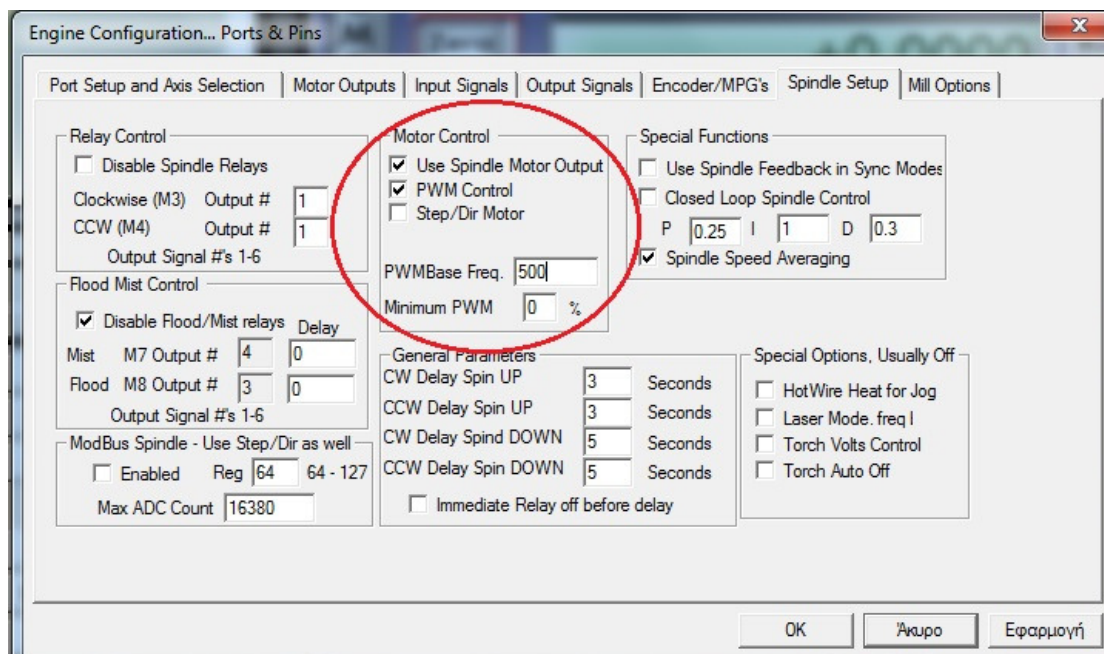 Engine Configuration... Ports & Pins
Port Setup and Axis Selection
Motor Outputs
Input Signals
Output Signals
Encoder/MPG's
Spindle Setup
Mill Options
Relay Control
Disable Spindle Relays
Clockwise (M3) Output # 1
CCW (M4) Output # 1
Output Signal #'s 1-6
Flood Mist Control
Disable Flood/Mist relays Delay
Mist M7 Output # 4 0
Flood M8 Output # 3 0
Output Signal #'s 1-6
ModBus Spindle - Use Step/Dir as well
Enabled Reg 64 64 - 127
Max ADC Count 16380
Motor Control
Use Spindle Motor Output
PWM Control
Step/Dir Motor
PWMBase Freq. 500
Minimum PWM 0 %
General Parameters
CW Delay Spin UP 3 Seconds
CCW Delay Spin UP 3 Seconds
CW Delay Spind DOWN 5 Seconds
CCW Delay Spin DOWN 5 Seconds
Immediate Relay off before delay
Special Functions
Use Spindle Feedback in Sync Modes
Closed Loop Spindle Control
P 0.25 I 1 D 0.3
Spindle Speed Averaging
Special Options, Usually Off
HotWire Heat for Jog
Laser Mode. freq I
Torch Volts Control
Torch Auto Off
OK
Άκυρο
Εφαρμογή